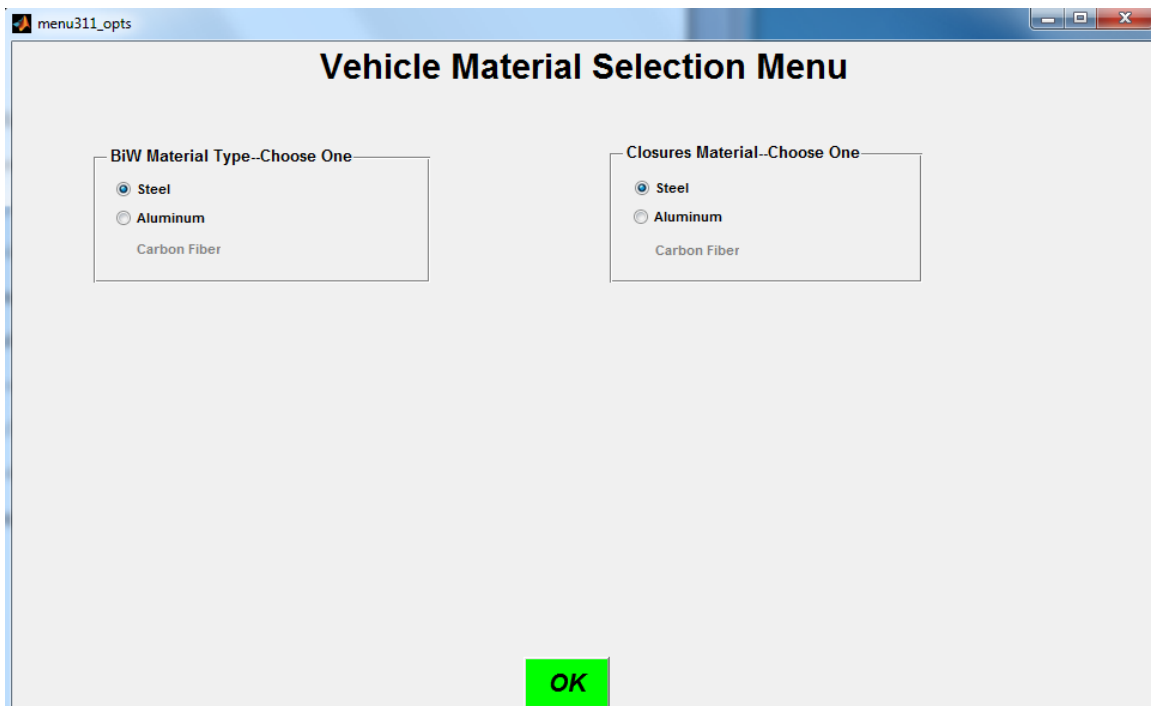 menu311_opts
Vehicle Material Selection Menu
BiW Material Type--Choose One
Steel
Aluminum
Carbon Fiber
Closures Material--Choose One
Steel
Aluminum
Carbon Fiber
OK